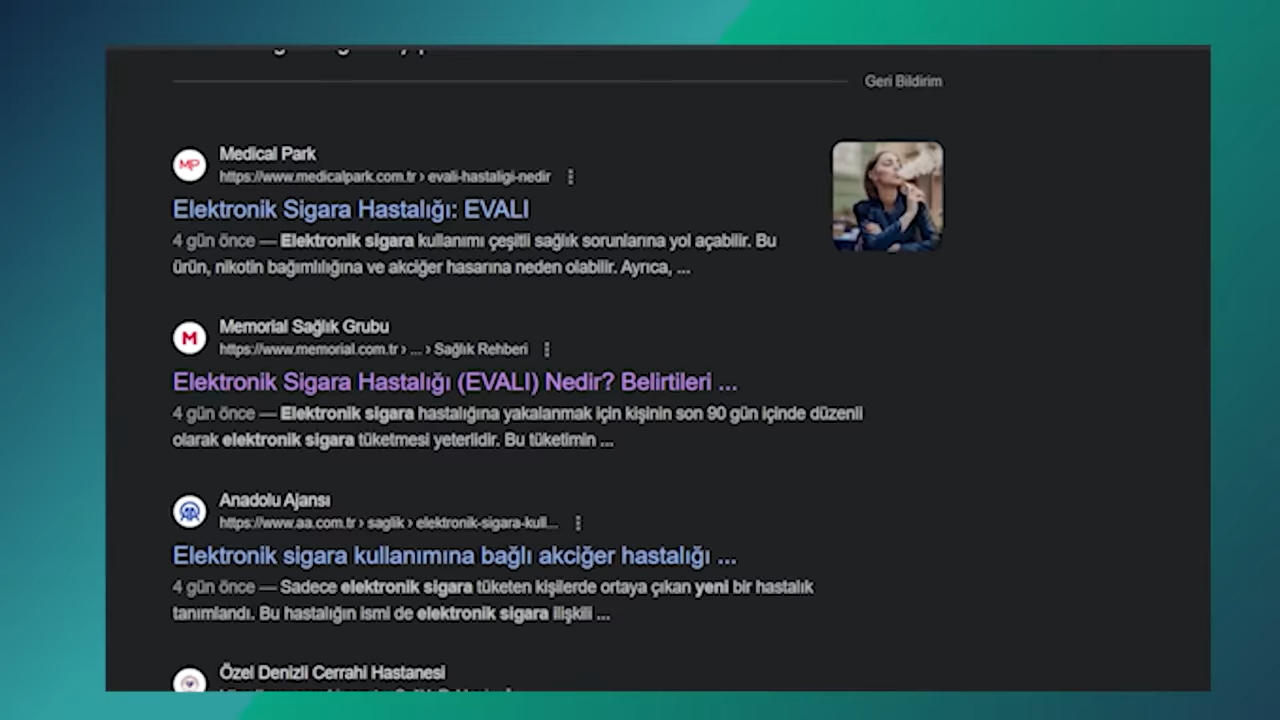 Geri Bildirim
MP
Medical Park
https://www.medicalpark.com.tr › evali-hastaligi-nedir
Elektronik Sigara Hastalığı: EVALI
4 gün önce — Elektronik sigara kullanımı çeşitli sağlık sorunlarına yol açabilir. Bu
ürün, nikotin bağımlılığına ve akciğer hasarına neden olabilir. Ayrıca, ...
M
Memorial Sağlık Grubu
https://www.memorial.com.tr › ... › Sağlık Rehberi
Elektronik Sigara Hastalığı (EVALI) Nedir? Belirtileri ...
4 gün önce — Elektronik sigara hastalığına yakalanmak için kişinin son 90 gün içinde düzenli
olarak elektronik sigara tüketmesi yeterlidir. Bu tüketimin ...
AA
Anadolu Ajansı
https://www.aa.com.tr › saglik › elektronik-sigara-kull...
Elektronik sigara kullanımına bağlı akciğer hastalığı ...
4 gün önce — Sadece elektronik sigara tüketen kişilerde ortaya çıkan yeni bir hastalık
tanımlandı. Bu hastalığın ismi de elektronik sigara ilişkili ...
Özel Denizli Cerrahi Hastanesi